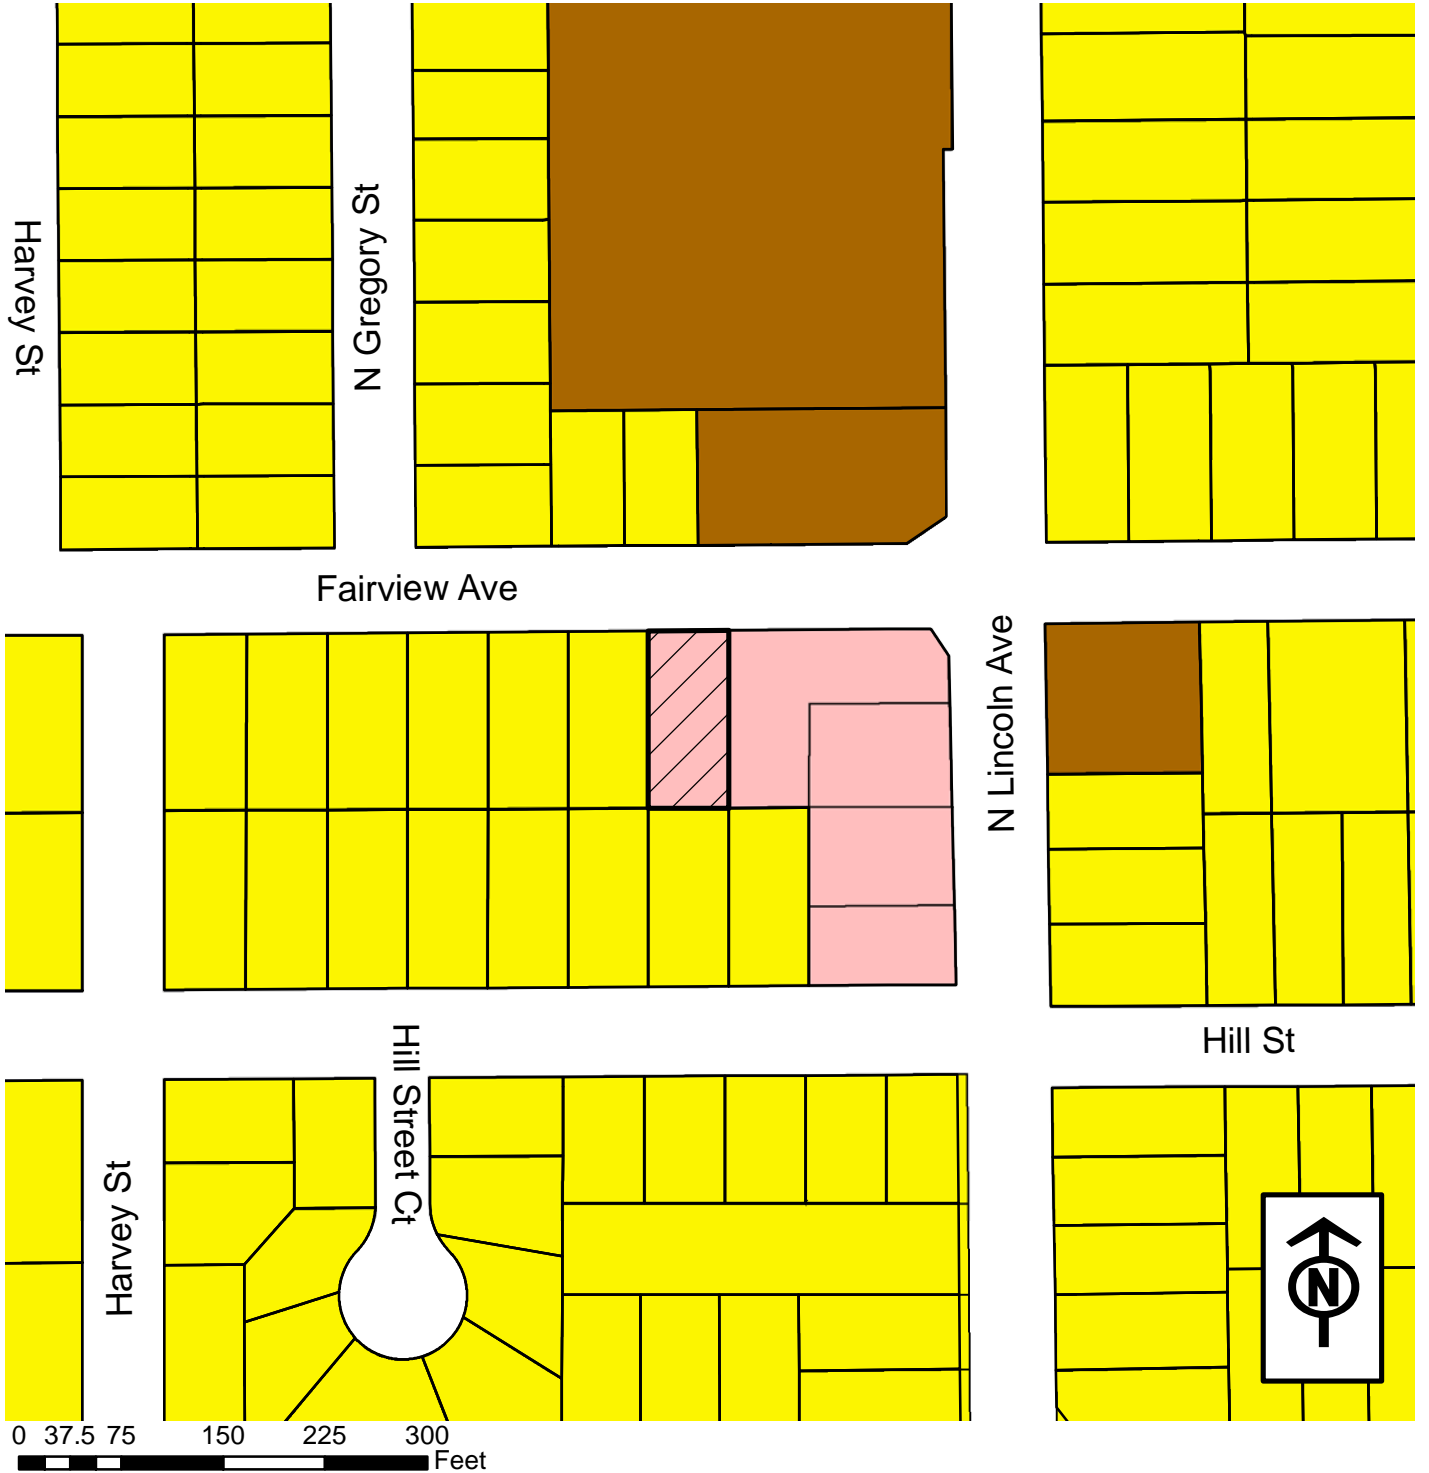 Harvey St
N Gregory St
Fairview Ave
N Lincoln Ave
Hill St
Hill Street Ct
Harvey St
N
0 37.5 75 150 225 300
Feet